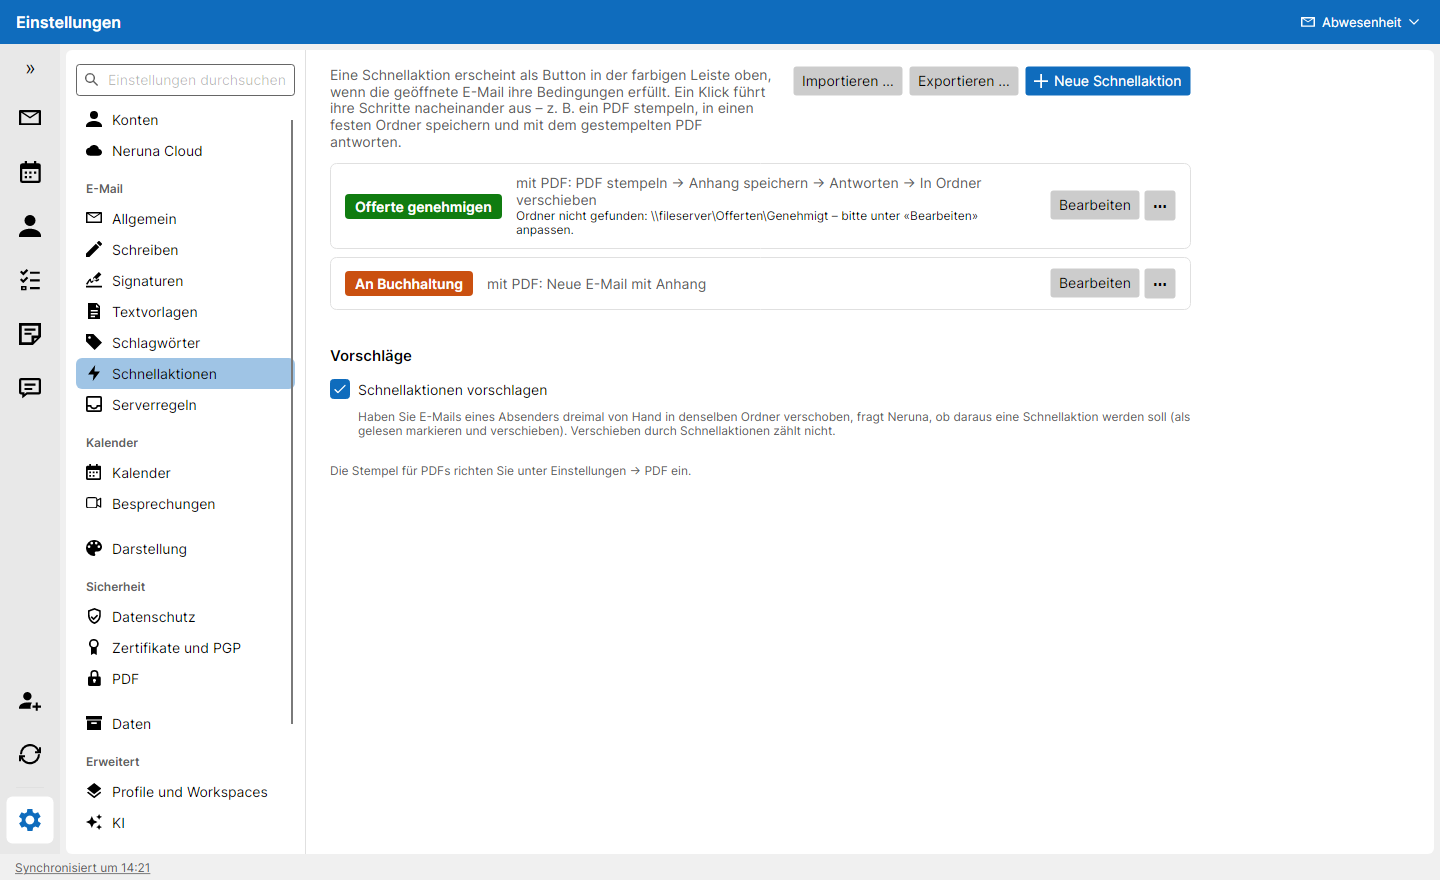 Einstellungen
Abwesenheit
»
Einstellungen durchsuchen
Konten
Neruna Cloud
E-Mail
Allgemein
Schreiben
Signaturen
Textvorlagen
Schlagwörter
Schnellaktionen
Serverregeln
Kalender
Kalender
Besprechungen
Darstellung
Sicherheit
Datenschutz
Zertifikate und PGP
PDF
Daten
Erweitert
Profile und Workspaces
KI
Eine Schnellaktion erscheint als Button in der farbigen Leiste oben,
wenn die geöffnete E-Mail ihre Bedingungen erfüllt. Ein Klick führt
ihre Schritte nacheinander aus – z. B. ein PDF stempeln, in einen
festen Ordner speichern und mit dem gestempelten PDF
antworten.
Importieren ...
Exportieren ...
Neue Schnellaktion
Offerte genehmigen
mit PDF: PDF stempeln → Anhang speichern → Antworten → In Ordner
verschieben
Ordner nicht gefunden: \\fileserver\Offerten\Genehmigt – bitte unter «Bearbeiten»
anpassen.
Bearbeiten
...
An Buchhaltung
mit PDF: Neue E-Mail mit Anhang
Bearbeiten
...
Vorschläge
Schnellaktionen vorschlagen
Haben Sie E-Mails eines Absenders dreimal von Hand in denselben Ordner verschoben, fragt Neruna, ob daraus eine Schnellaktion werden soll (als
gelesen markieren und verschieben). Verschieben durch Schnellaktionen zählt nicht.
Die Stempel für PDFs richten Sie unter Einstellungen → PDF ein.
Synchronisiert um 14:21